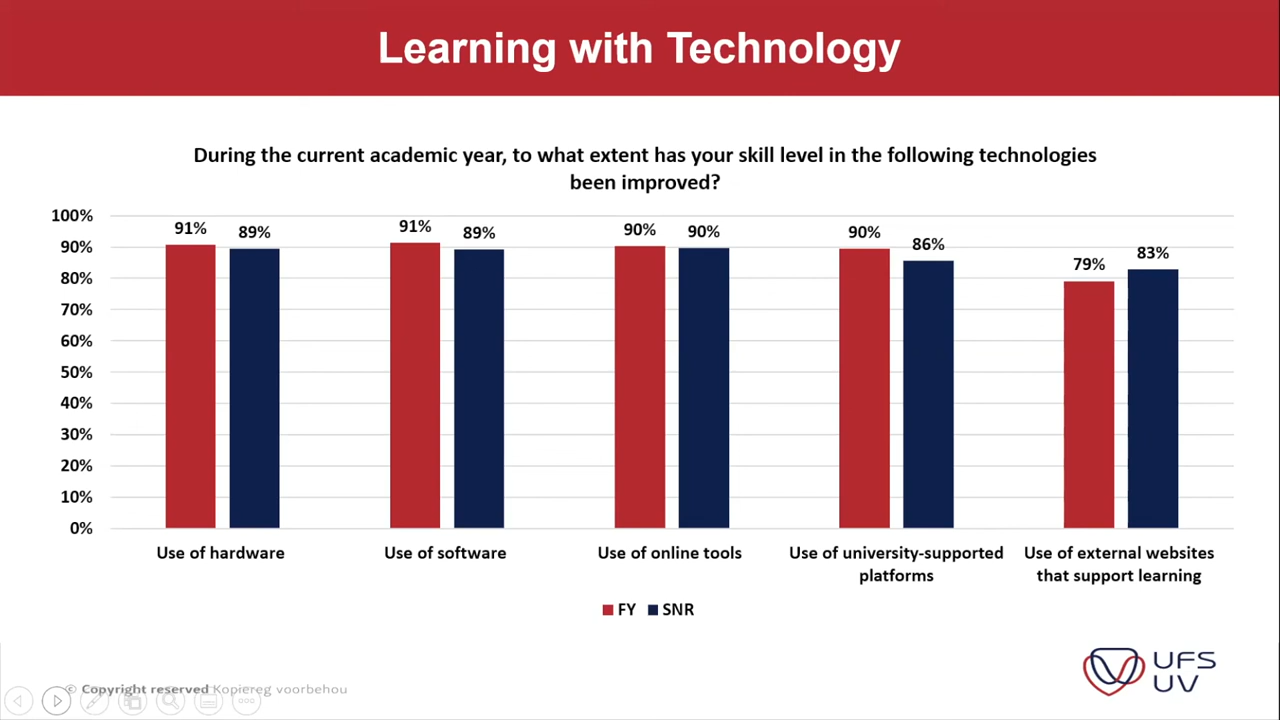 Learning with Technology
During the current academic year, to what extent has your skill level in the following technologies
been improved?
100%
90%
80%
70%
60%
50%
40%
30%
20%
10%
0%
91%
89%
91%
89%
90%
90%
90%
86%
79%
83%
Use of hardware
Use of software
Use of online tools
Use of university-supported
platforms
Use of external websites
that support learning
FY
SNR
© Copyright reserved Kopiereg voorbehou
UFS
UV